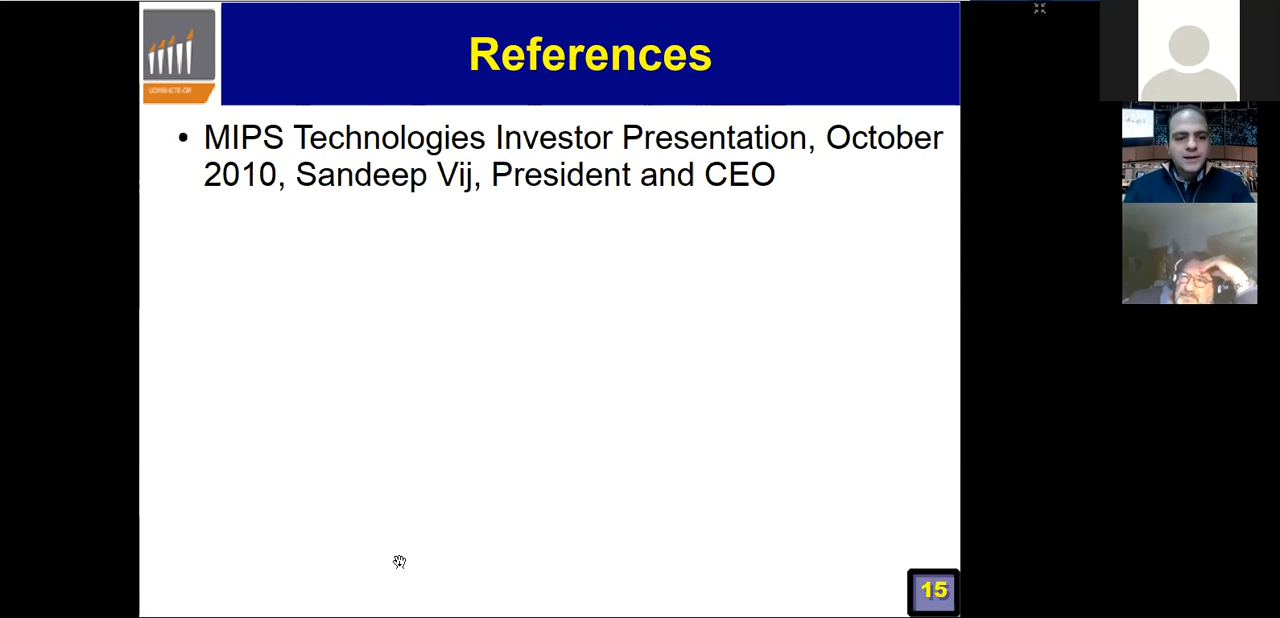 References
• MIPS Technologies Investor Presentation, October
2010, Sandeep Vij, President and CEO
15